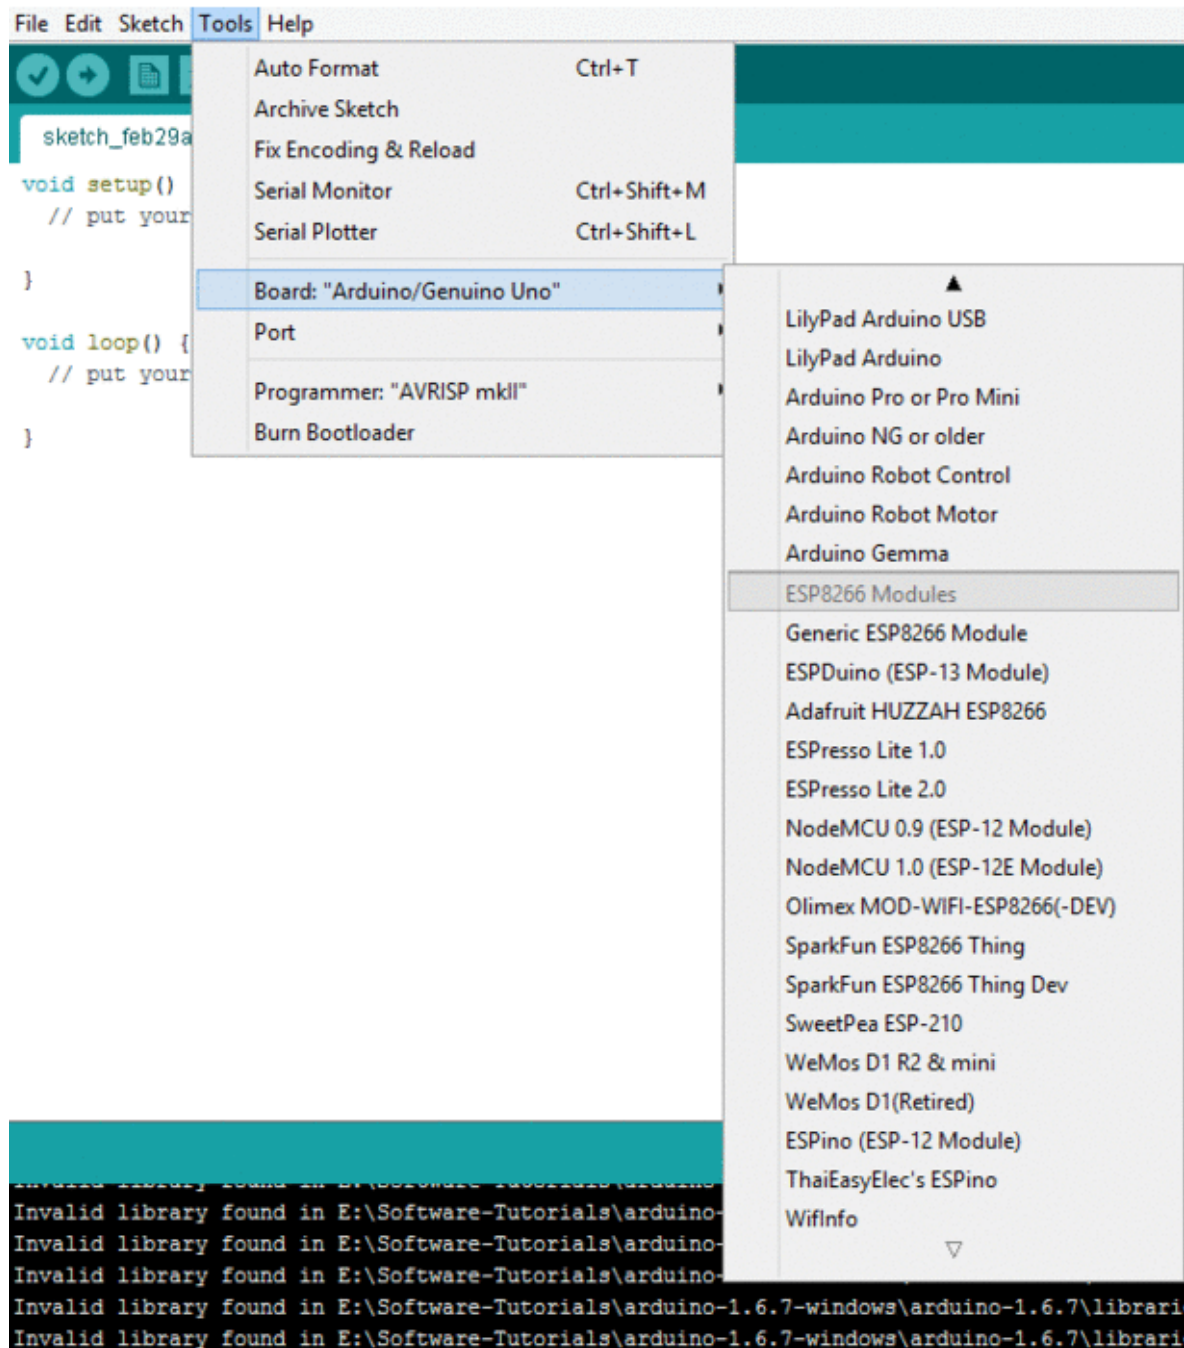 File Edit Sketch Tools Help
sketch_feb29a
void setup()
// put your
}
void loop() {
// put your
}
Auto Format Ctrl+T
Archive Sketch
Fix Encoding & Reload
Serial Monitor Ctrl+Shift+M
Serial Plotter Ctrl+Shift+L
Board: "Arduino/Genuino Uno"
Port
Programmer: "AVRISP mkII"
Burn Bootloader
LilyPad Arduino USB
LilyPad Arduino
Arduino Pro or Pro Mini
Arduino NG or older
Arduino Robot Control
Arduino Robot Motor
Arduino Gemma
ESP8266 Modules
Generic ESP8266 Module
ESPDuino (ESP-13 Module)
Adafruit HUZZAH ESP8266
ESPresso Lite 1.0
ESPresso Lite 2.0
NodeMCU 0.9 (ESP-12 Module)
NodeMCU 1.0 (ESP-12E Module)
Olimex MOD-WIFI-ESP8266(-DEV)
SparkFun ESP8266 Thing
SparkFun ESP8266 Thing Dev
SweetPea ESP-210
WeMos D1 R2 & mini
WeMos D1(Retired)
ESPino (ESP-12 Module)
ThaiEasyElec's ESPino
WifInfo
Invalid library found in E:\Software-Tutorials\arduino-
Invalid library found in E:\Software-Tutorials\arduino-
Invalid library found in E:\Software-Tutorials\arduino-
Invalid library found in E:\Software-Tutorials\arduino-
Invalid library found in E:\Software-Tutorials\arduino-1.6.7-windows\arduino-1.6.7\librari
Invalid library found in E:\Software-Tutorials\arduino-1.6.7-windows\arduino-1.6.7\librari